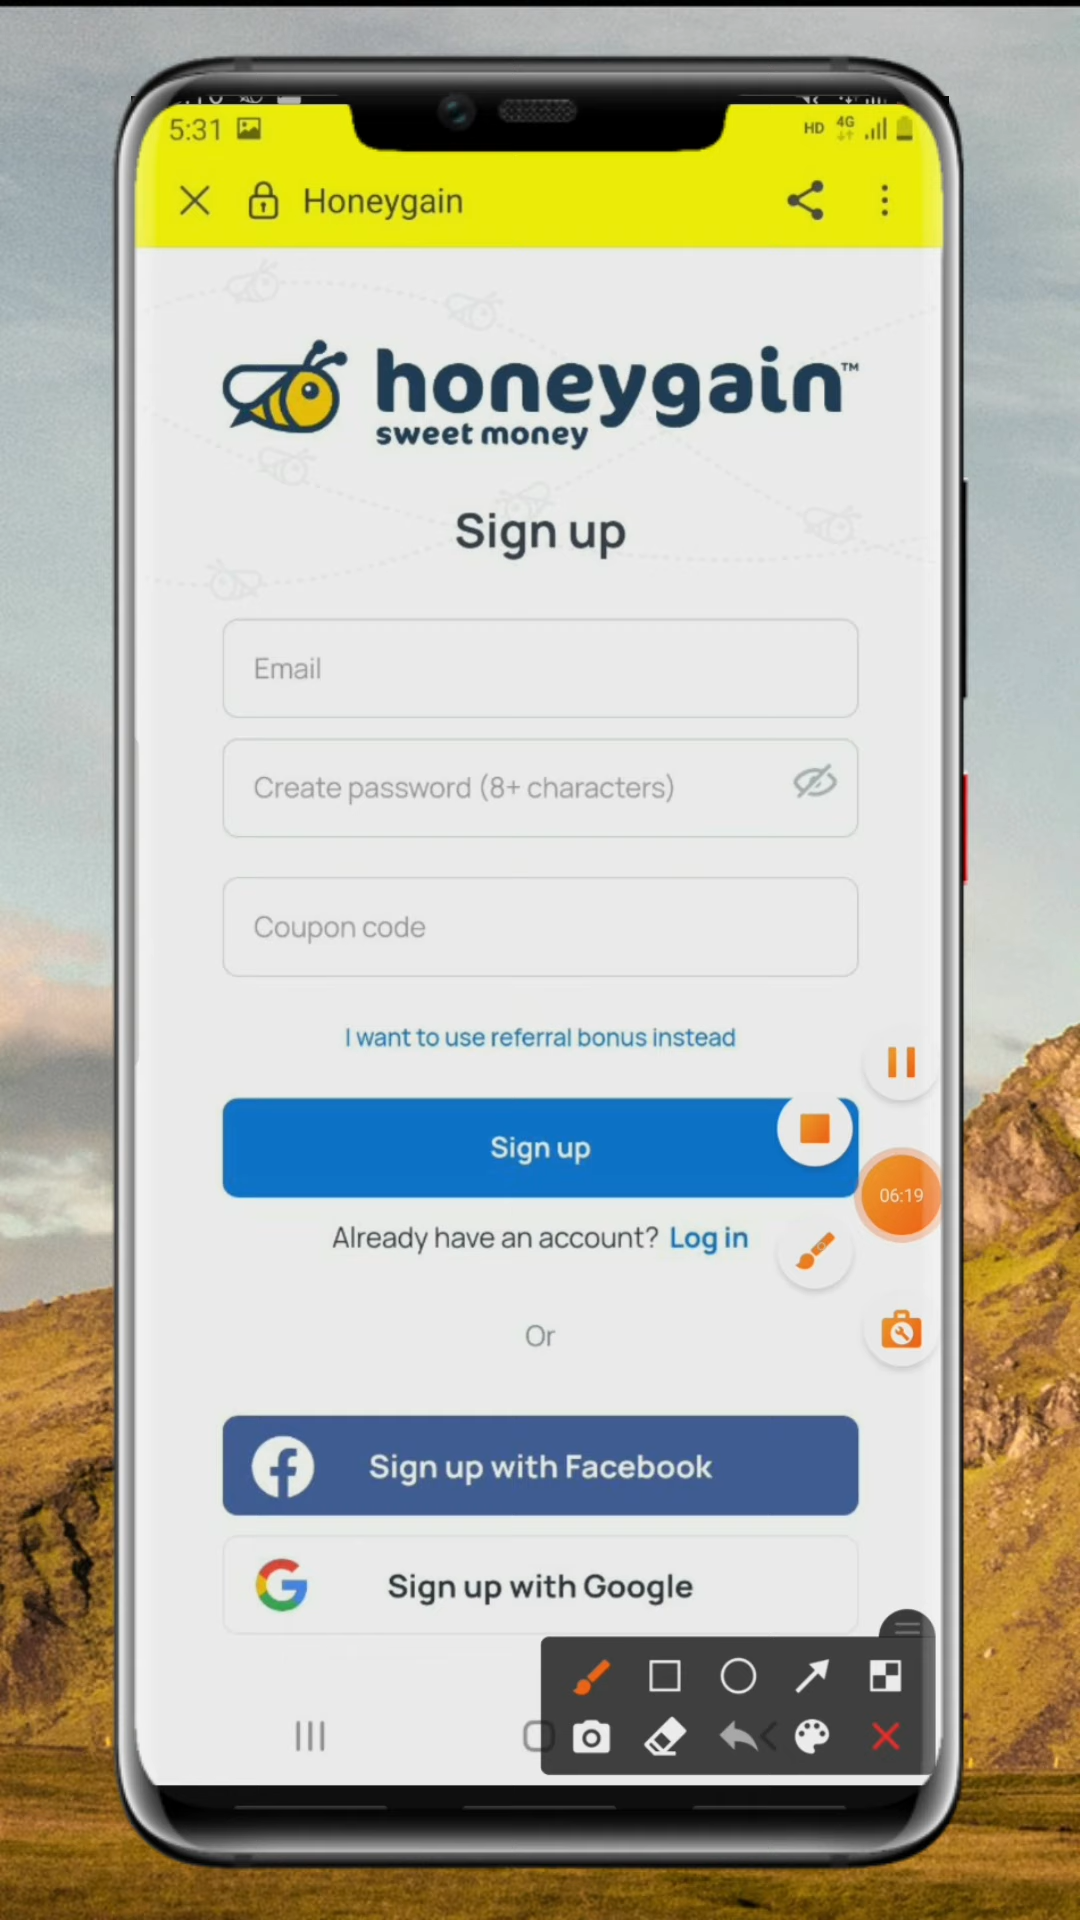 5:31
HD 4G
Honeygain
honeygain™
sweet money
Sign up
Email
Create password (8+ characters)
Coupon code
I want to use referral bonus instead
Sign up
06:19
Already have an account? Log in
Or
Sign up with Facebook
Sign up with Google